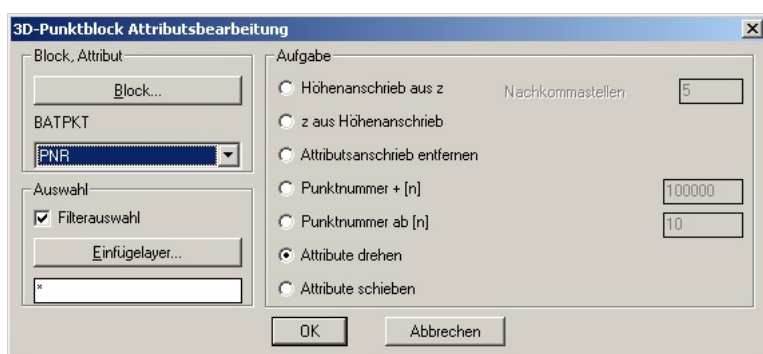 3D-Punktblock Attributsbearbeitung
Block, Attribut
Block...
BATPKT
PNR
Auswahl
Filterauswahl
Einfügelayer...
*
Aufgabe
Höhenanschrieb aus z
Nachkommastellen
5
z aus Höhenanschrieb
Attributsanschrieb entfernen
Punktnummer + [n]
100000
Punktnummer ab [n]
10
Attribute drehen
Attribute schieben
OK
Abbrechen